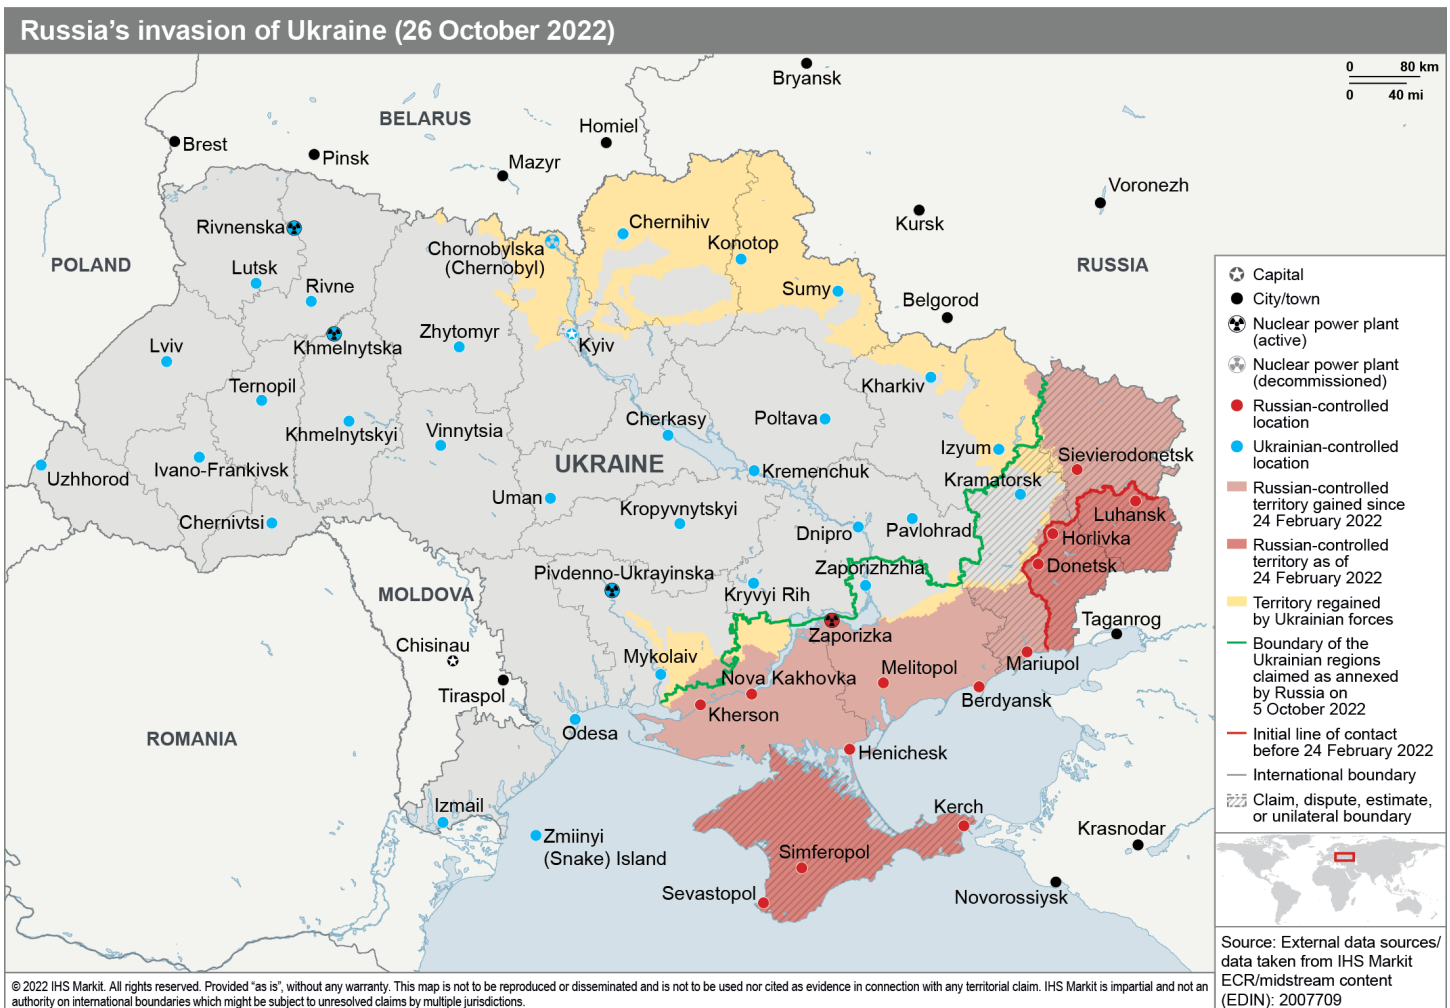 Russia's invasion of Ukraine (26 October 2022)
0 80 km
0 40 mi
Bryansk
BELARUS
Homiel
Brest
Pinsk
Mazyr
Voronezh
Kursk
Rivnenska
Chernihiv
Konotop
Chornobylska
(Chernobyl)
POLAND
RUSSIA
Lutsk
Rivne
Sumy
Belgorod
Zhytomyr
Kyiv
Lviv
Khmelnytska
Ternopil
Kharkiv
Khmelnytskyi
Vinnytsia
Cherkasy
Poltava
Izyum
Sievierodonetsk
Uzhhorod
Ivano-Frankivsk
UKRAINE
Kremenchuk
Kramatorsk
Uman
Kropyvnytskyi
Luhansk
Chernivtsi
Dnipro
Pavlohrad
Horlivka
Pivdenno-Ukrayinska
Zaporizhzhia
Donetsk
MOLDOVA
Kryvyi Rih
Taganrog
Chisinau
Zaporizka
Mykolaiv
Mariupol
Melitopol
Tiraspol
Nova Kakhovka
Berdyansk
Kherson
ROMANIA
Odesa
Henichesk
Izmail
Kerch
Zmiinyi
(Snake) Island
Krasnodar
Simferopol
Sevastopol
Novorossiysk
Capital
City/town
Nuclear power plant
(active)
Nuclear power plant
(decommissioned)
Russian-controlled
location
Ukrainian-controlled
location
Russian-controlled
territory gained since
24 February 2022
Russian-controlled
territory as of
24 February 2022
Territory regained
by Ukrainian forces
Boundary of the
Ukrainian regions
claimed as annexed
by Russia on
5 October 2022
Initial line of contact
before 24 February 2022
International boundary
Claim, dispute, estimate,
or unilateral boundary
Source: External data sources/
data taken from IHS Markit
ECR/midstream content
(EDIN): 2007709
© 2022 IHS Markit. All rights reserved. Provided "as is", without any warranty. This map is not to be reproduced or disseminated and is not to be used nor cited as evidence in connection with any territorial claim. IHS Markit is impartial and not an
authority on international boundaries which might be subject to unresolved claims by multiple jurisdictions.